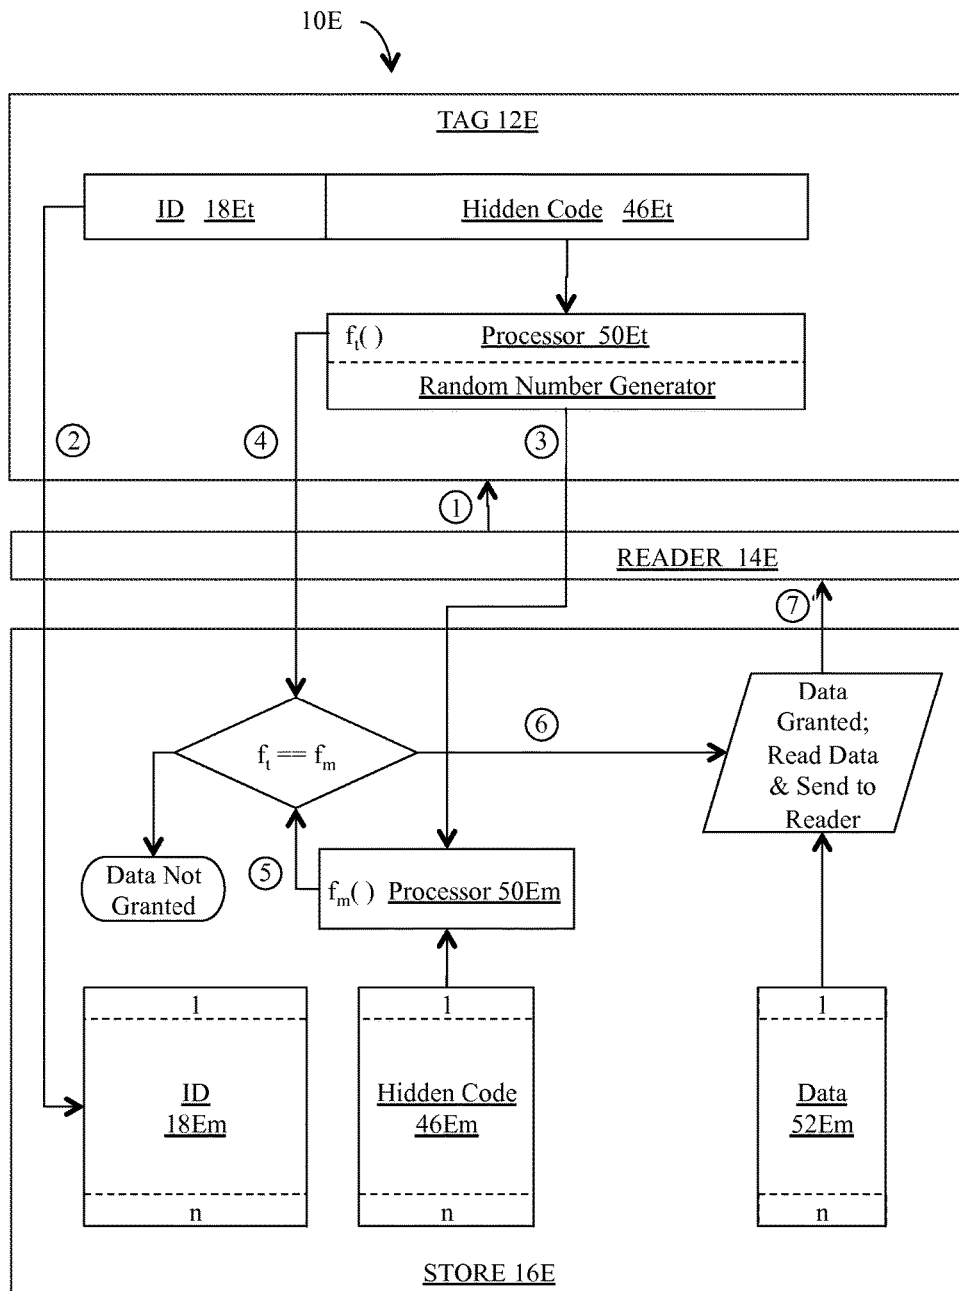 10E
TAG 12E
ID 18Et
Hidden Code 46Et
ft( )
Processor 50Et
Random Number Generator
2
4
3
1
READER 14E
7
Data
Granted;
Read Data
& Send to
Reader
6
ft == fm
Data Not
Granted
5
fm( ) Processor 50Em
1
ID
18Em
n
1
Hidden Code
46Em
n
1
Data
52Em
n
STORE 16E